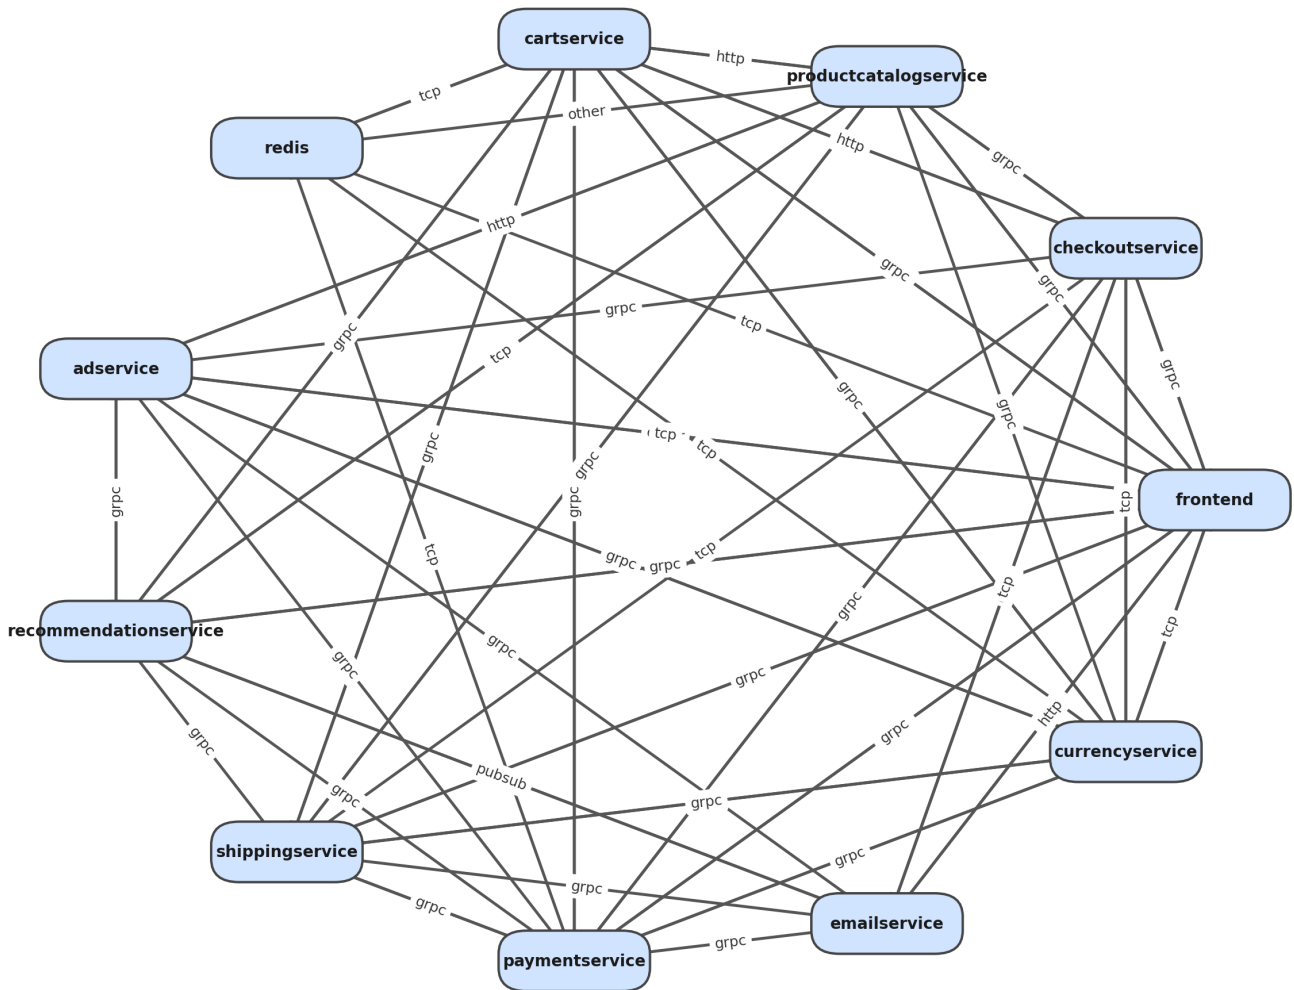 cartservice
http
productcatalogservice
tcp
other
redis
http
grpc
http
checkoutservice
grpc
grpc
grpc
tcp
grpc
tcp
adservice
grpc
grpc
grpc
tcp
grpc
tcp
grpc
grpc
grpc
tcp
frontend
tcp
tcp
grpc
grpc
tcp
grpc
recommendationservice
tcp
grpc
grpc
grpc
http
grpc
grpc
currencyservice
pubsub
grpc
grpc
shippingservice
grpc
grpc
grpc
emailservice
grpc
paymentservice